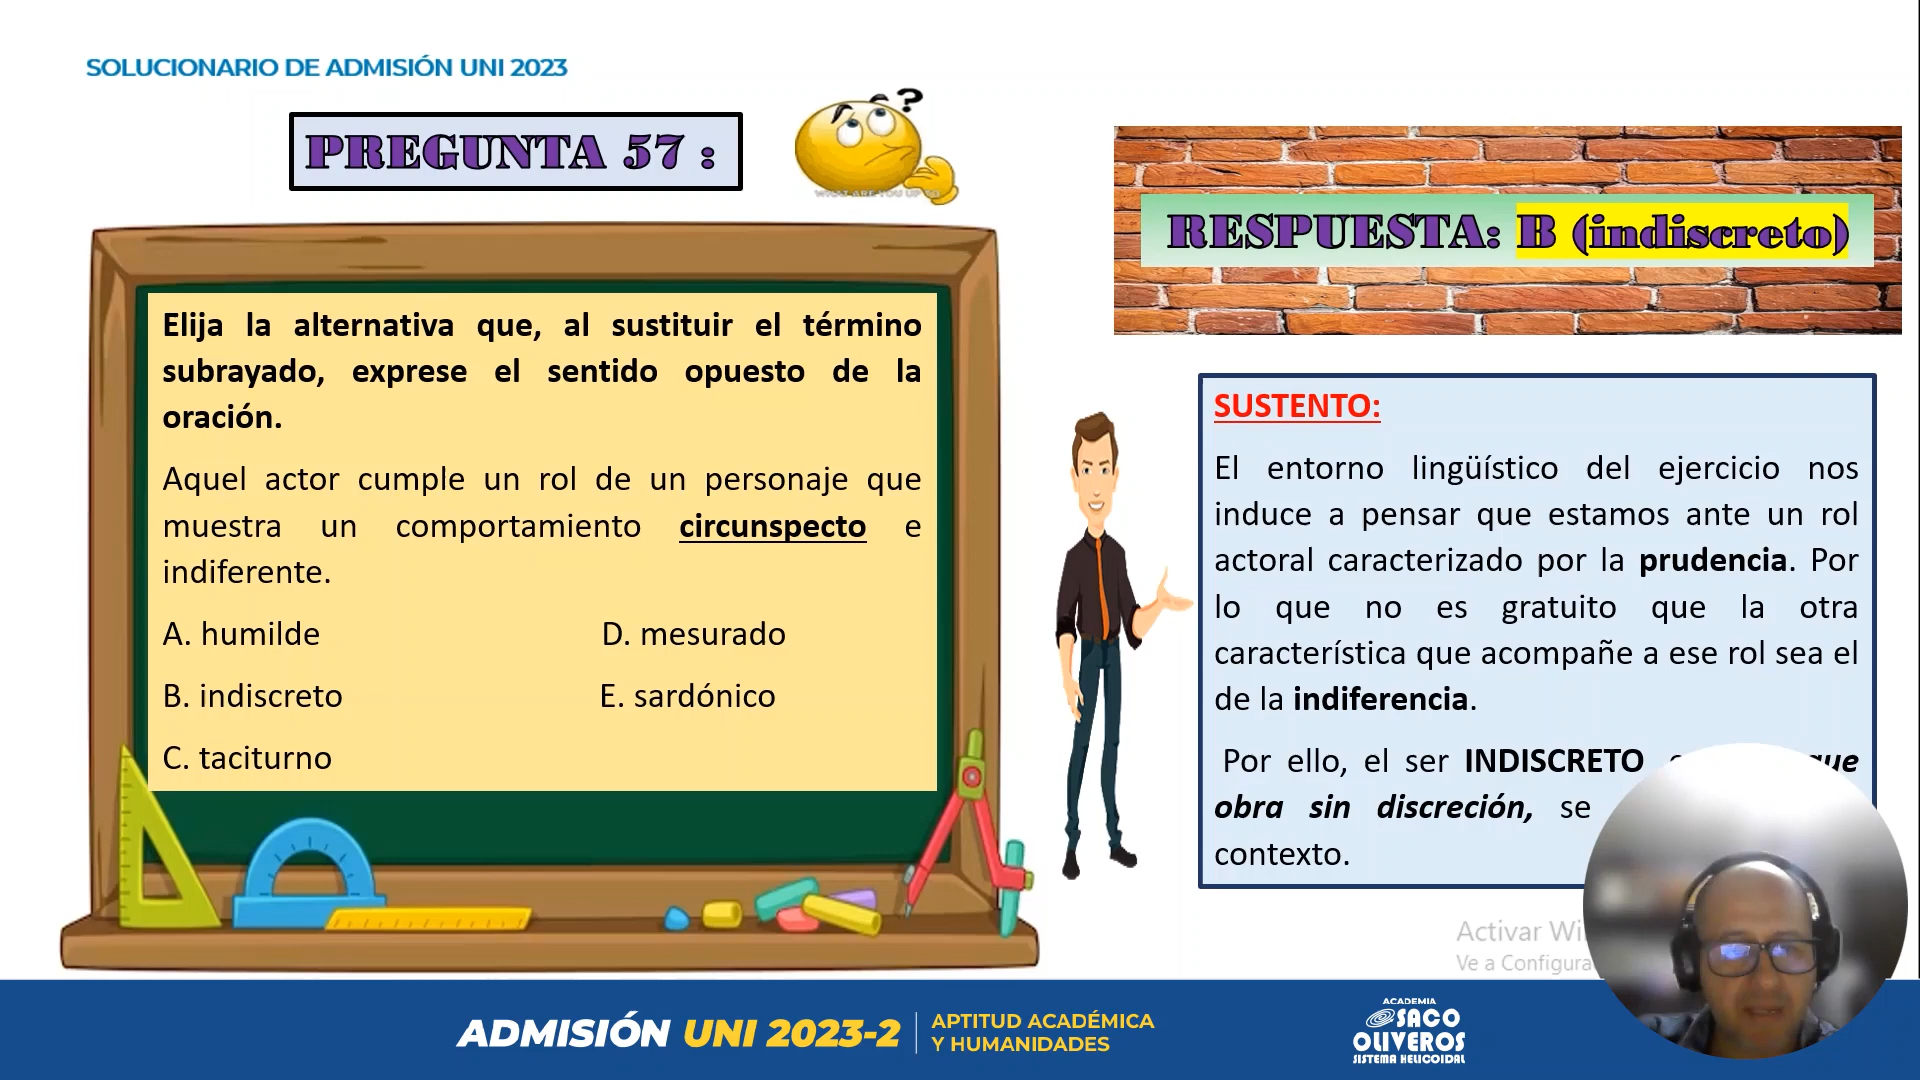 SOLUCIONARIO DE ADMISIÓN UNI 2023
PREGUNTA 57 :
?
WHAT ARE YOU UP TO
Elija la alternativa que, al sustituir el término
subrayado, exprese el sentido opuesto de la
oración.
Aquel actor cumple un rol de un personaje que
muestra un comportamiento circunspecto e
indiferente.
A. humilde D. mesurado
B. indiscreto E. sardónico
C. taciturno
RESPUESTA: B (indiscreto)
SUSTENTO:
El entorno lingüístico del ejercicio nos
induce a pensar que estamos ante un rol
actoral caracterizado por la prudencia. Por
lo que no es gratuito que la otra
característica que acompañe a ese rol sea el
de la indiferencia.
Por ello, el ser INDISCRETO
obra sin discreción, se
contexto.
Activar
Ve a
ADMISIÓN UNI 2023-2
APTITUD ACADÉMICA
Y HUMANIDADES
ACADEMIA
SACO
OLIVEROS
SISTEMA HELICOIDAL